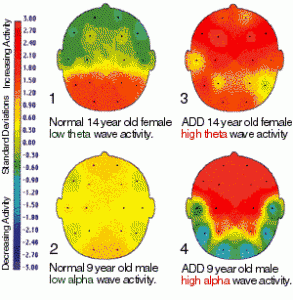 Increasing Activity
Standard Deviations
Decreasing Activity
3.00
2.70
2.40
2.10
1.80
1.50
1.20
0.90
0.60
0.30
0.00
-0.30
-0.60
-0.90
-1.20
-1.50
-1.80
-2.10
-2.40
-2.70
-3.00
1
Normal 14 year old female
low theta wave activity.
3
ADD 14 year old female
high theta wave activity
2
Normal 9 year old male
low alpha wave activity.
4
ADD 9 year old male
high alpha wave activity.